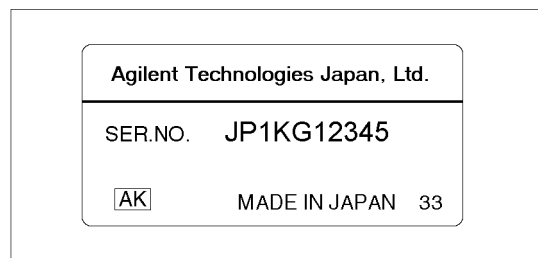 Agilent Technologies Japan, Ltd.
SER.NO. JP1KG12345
AK MADE IN JAPAN 33